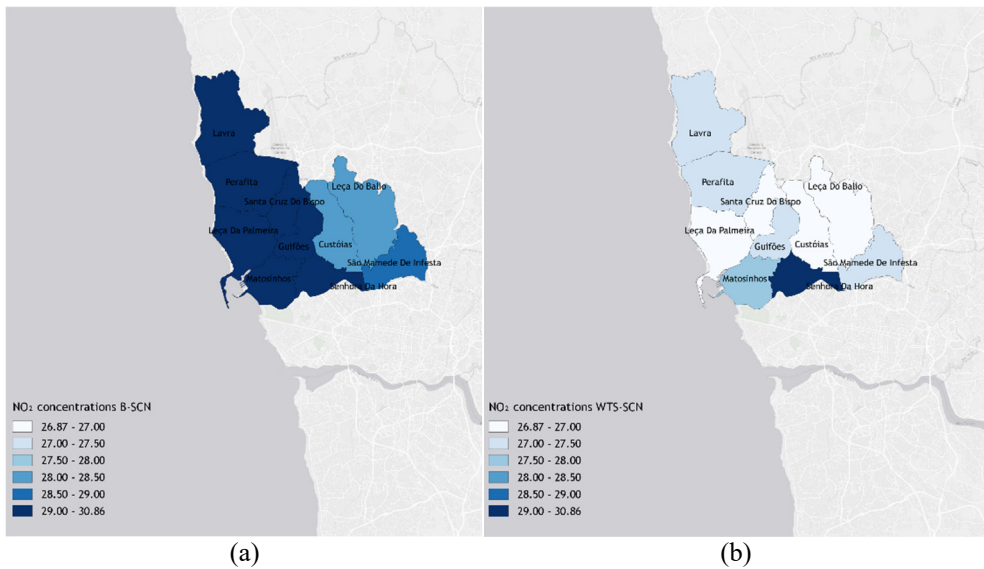 Lavra
Perafita
Leça Do Balio
Santa Cruz Do Bispo
Leça Da Palmeira
Guifões
Custóias
São Mamede De Infesta
Matosinhos
Senhora Da Hora
NO₂ concentrations B-SCN
26.87 - 27.00
27.00 - 27.50
27.50 - 28.00
28.00 - 28.50
28.50 - 29.00
29.00 - 30.86
(a)
Lavra
Perafita
Leça Do Balio
Santa Cruz Do Bispo
Leça Da Palmeira
Guifões
Custóias
São Mamede De Infesta
Matosinhos
Senhora Da Hora
NO₂ concentrations WTS-SCN
26.87 - 27.00
27.00 - 27.50
27.50 - 28.00
28.00 - 28.50
28.50 - 29.00
29.00 - 30.86
(b)